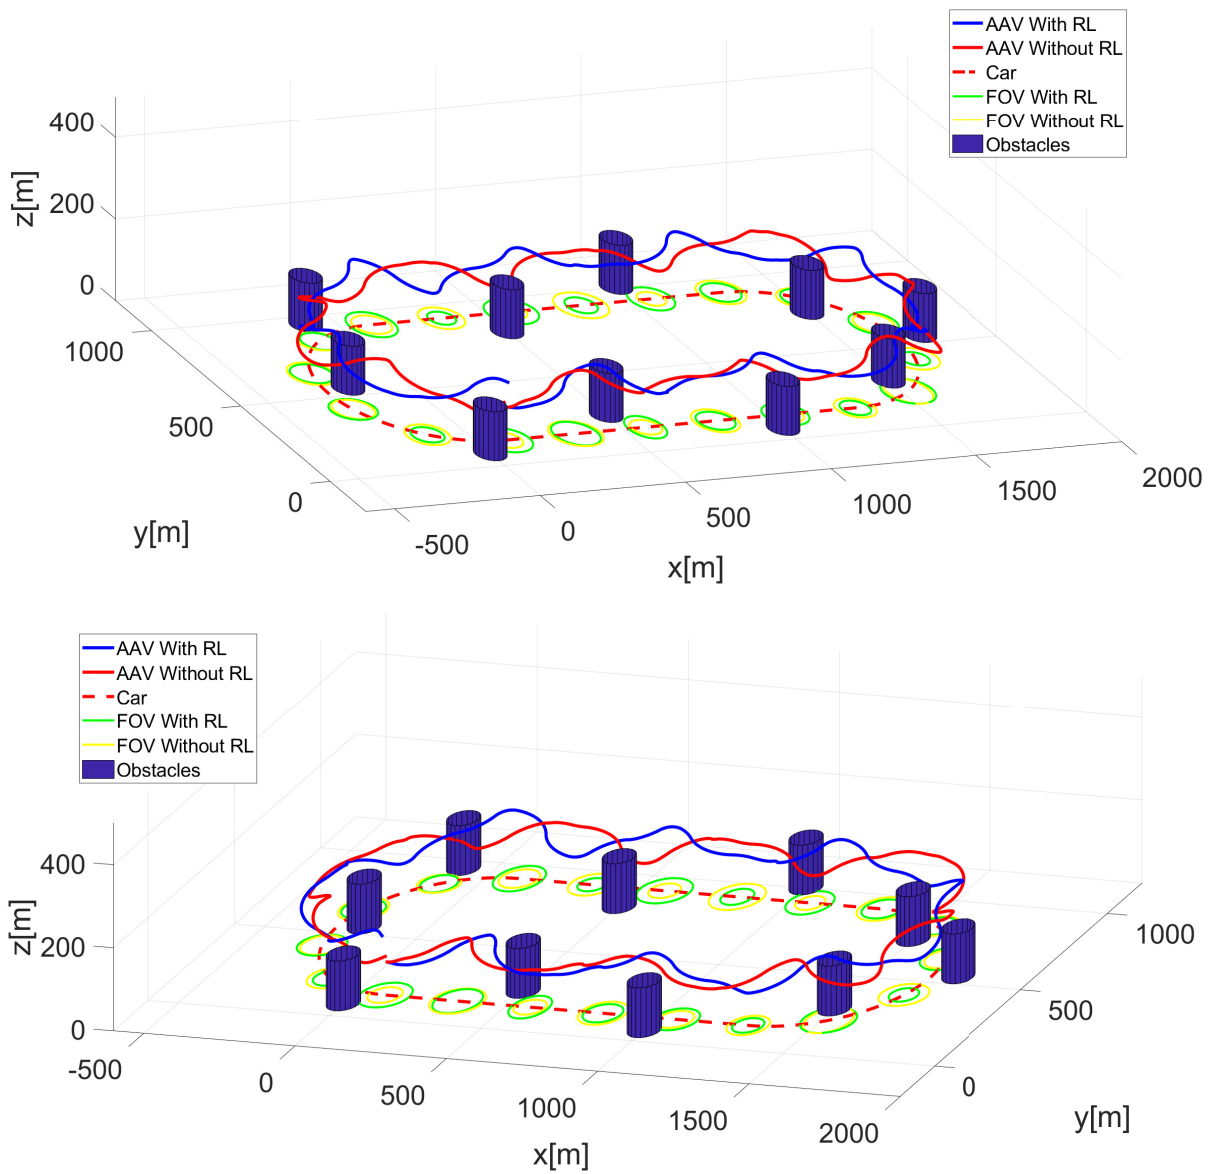 AAV With RL
AAV Without RL
Car
FOV With RL
FOV Without RL
Obstacles
400
200
0
z[m]
1000
500
0
y[m]
-500
0
500
1000
1500
2000
x[m]
AAV With RL
AAV Without RL
Car
FOV With RL
FOV Without RL
Obstacles
400
200
0
z[m]
-500
0
500
1000
1500
2000
x[m]
1000
500
0
y[m]